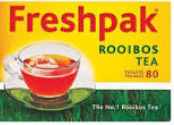 Freshpak®
ROOIBOS
TEA
80
The No.1 Rooibos Tea